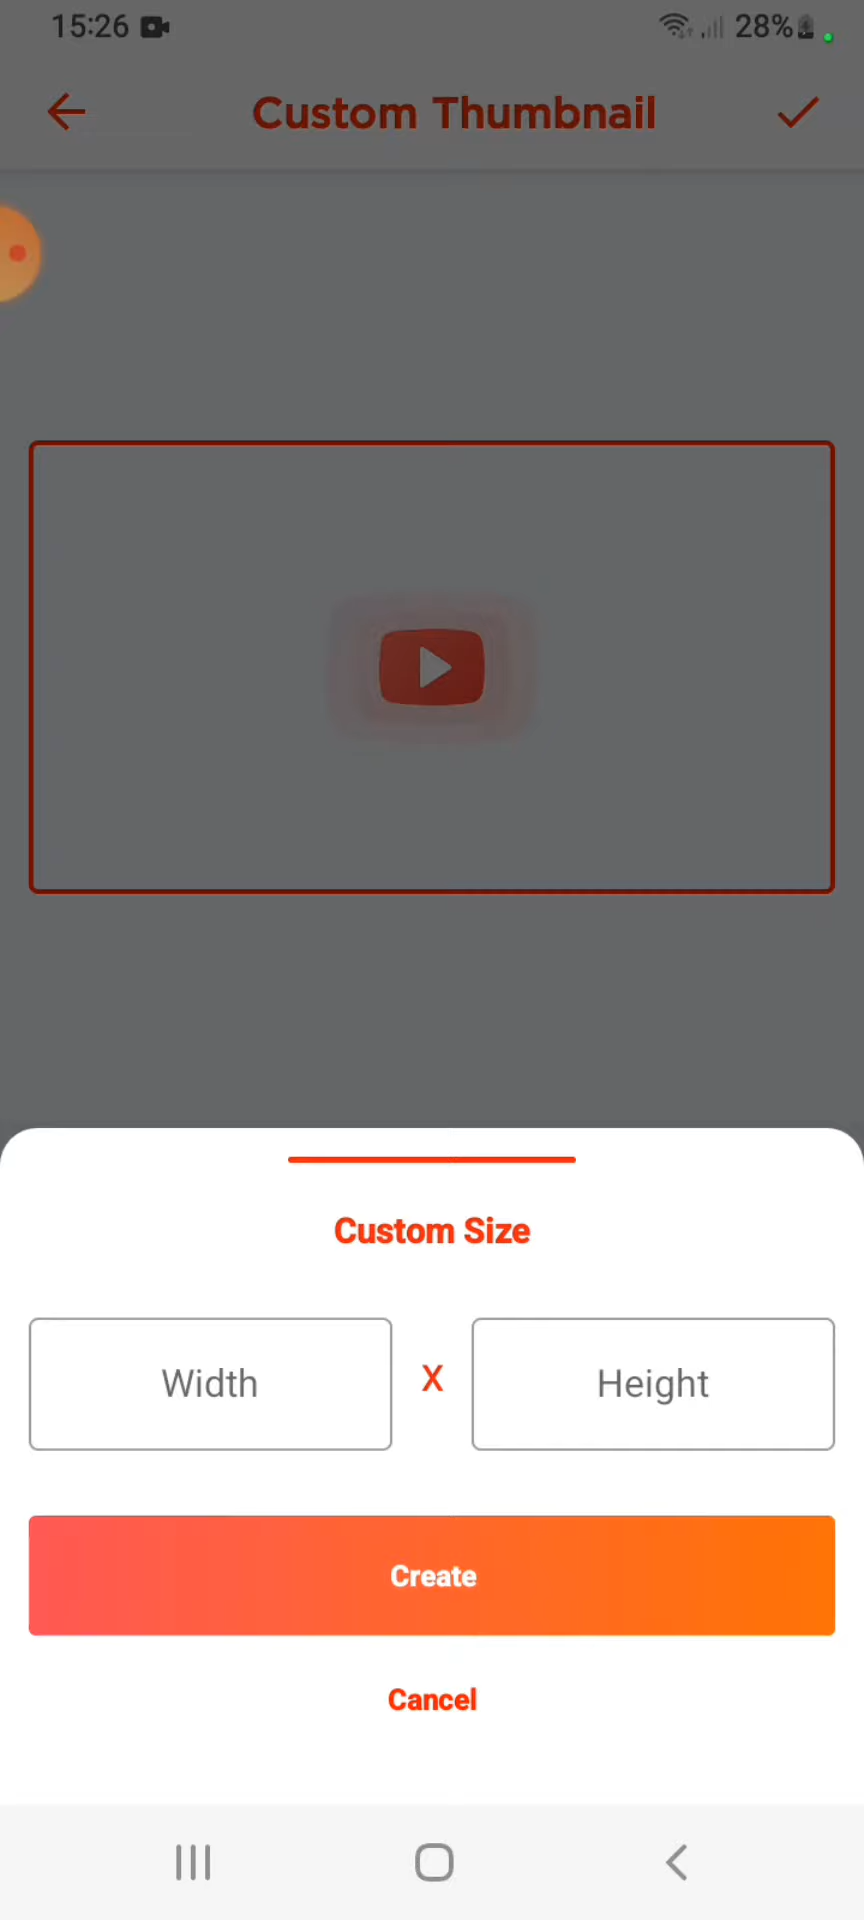 15:26 28%
Custom Thumbnail
Custom Size
Width X Height
Create
Cancel